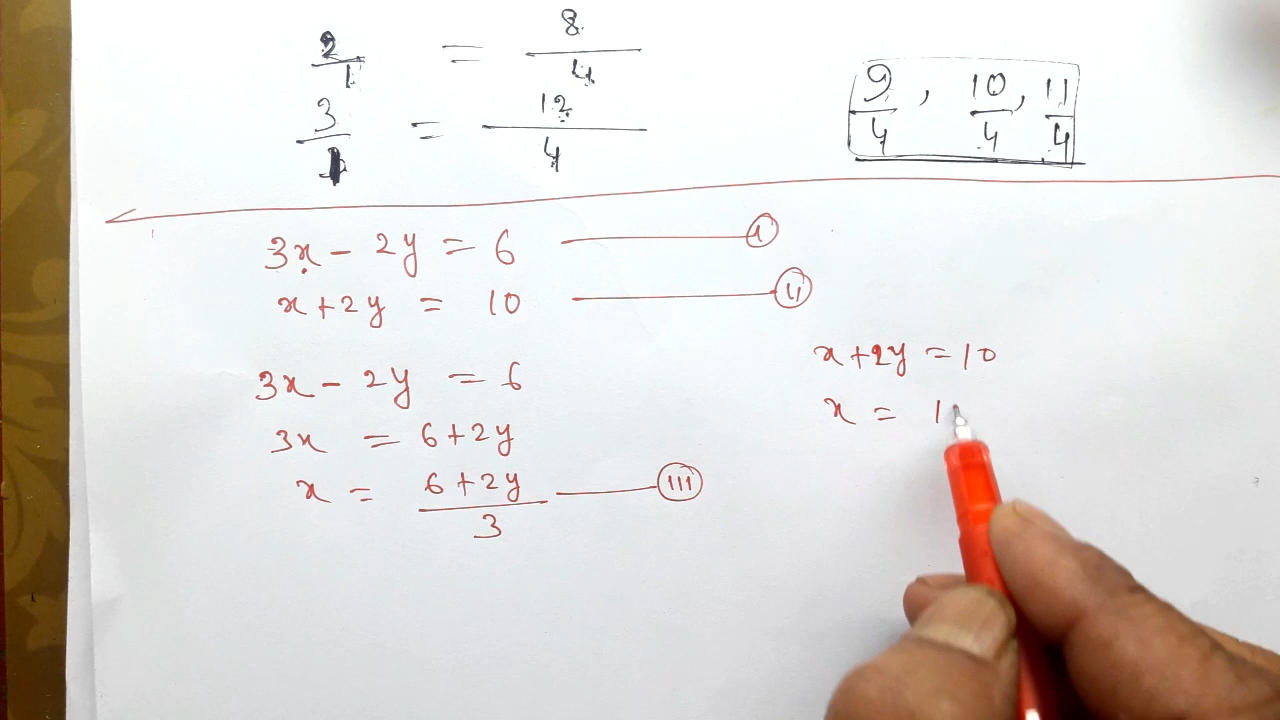 2/1 = 8/4
3/1 = 12/4
9/4, 10/4, 11/4
3x - 2y = 6 (i)
x + 2y = 10 (ii)
3x - 2y = 6
3x = 6 + 2y
x = (6 + 2y)/3 (iii)
x + 2y = 10
x = 1